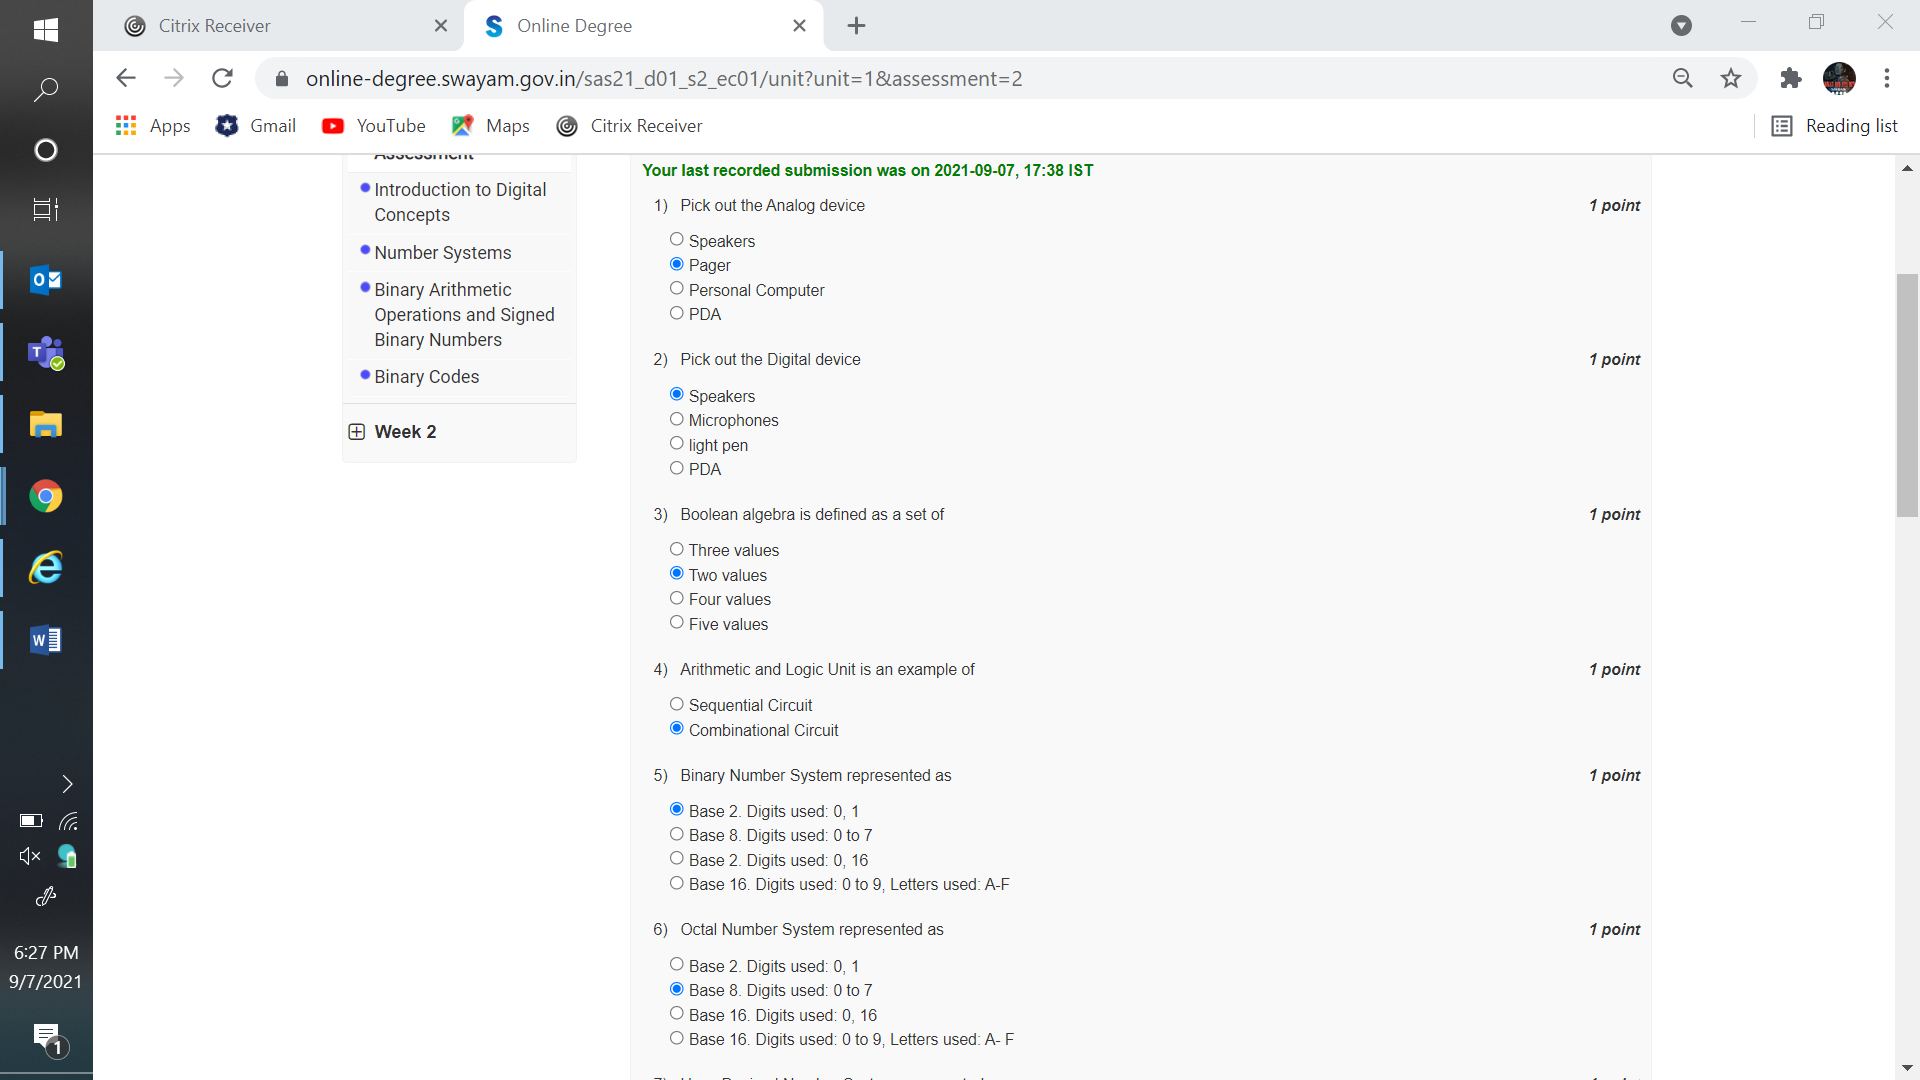 Citrix Receiver
Online Degree
online-degree.swayam.gov.in/sas21_d01_s2_ec01/unit?unit=1&assessment=2
Apps
Gmail
YouTube
Maps
Citrix Receiver
Reading list
Assessment
Introduction to Digital
Concepts
Number Systems
Binary Arithmetic
Operations and Signed
Binary Numbers
Binary Codes
Week 2
Your last recorded submission was on 2021-09-07, 17:38 IST
1) Pick out the Analog device 1 point
Speakers
Pager
Personal Computer
PDA
2) Pick out the Digital device 1 point
Speakers
Microphones
light pen
PDA
3) Boolean algebra is defined as a set of 1 point
Three values
Two values
Four values
Five values
4) Arithmetic and Logic Unit is an example of 1 point
Sequential Circuit
Combinational Circuit
5) Binary Number System represented as 1 point
Base 2. Digits used: 0, 1
Base 8. Digits used: 0 to 7
Base 2. Digits used: 0, 16
Base 16. Digits used: 0 to 9, Letters used: A-F
6) Octal Number System represented as 1 point
Base 2. Digits used: 0, 1
Base 8. Digits used: 0 to 7
Base 16. Digits used: 0, 16
Base 16. Digits used: 0 to 9, Letters used: A- F
6:27 PM
9/7/2021
1